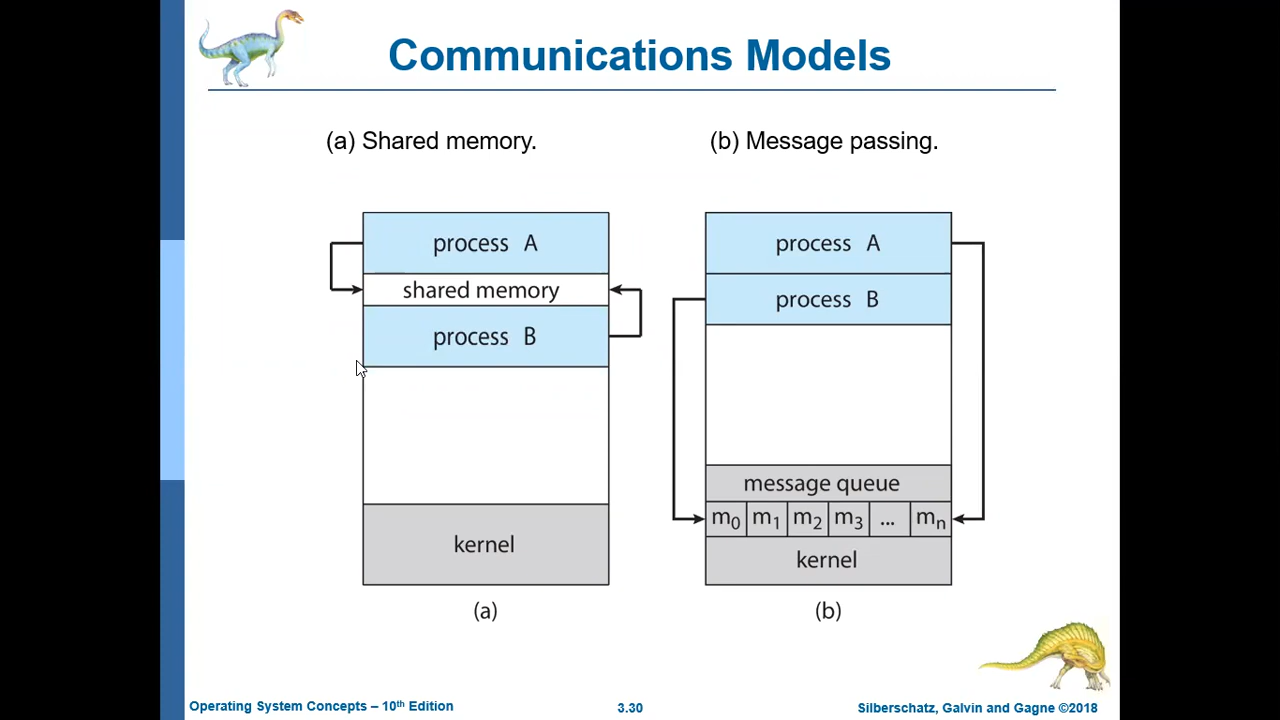 Communications Models
(a) Shared memory.
(b) Message passing.
process A
shared memory
process B
kernel
(a)
process A
process B
message queue
m0 m1 m2 m3 ... mn
kernel
(b)
Operating System Concepts – 10th Edition
3.30
Silberschatz, Galvin and Gagne ©2018